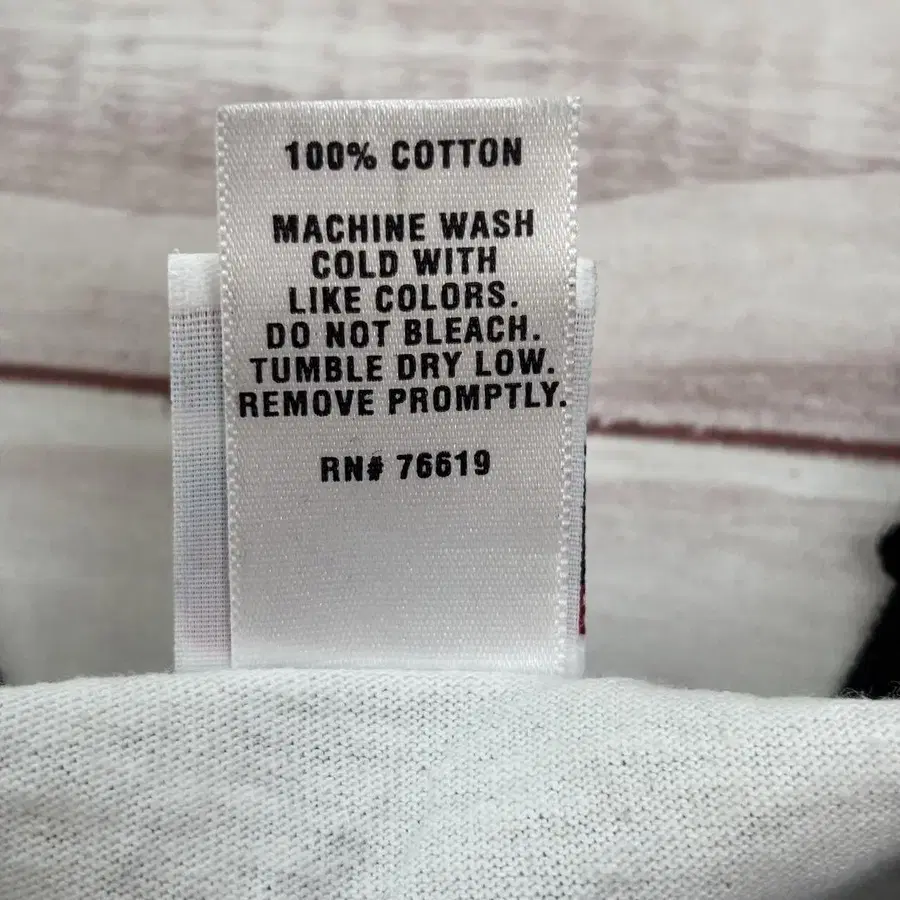 100% COTTON
MACHINE WASH
COLD WITH
LIKE COLORS.
DO NOT BLEACH.
TUMBLE DRY LOW.
REMOVE PROMPTLY.
RN# 76619